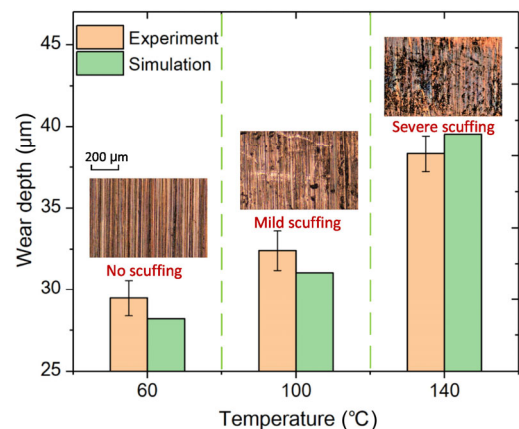 45
40
35
30
25
Wear depth (μm)
Experiment
Simulation
200 μm
No scuffing
Mild scuffing
Severe scuffing
60
100
140
Temperature (℃)